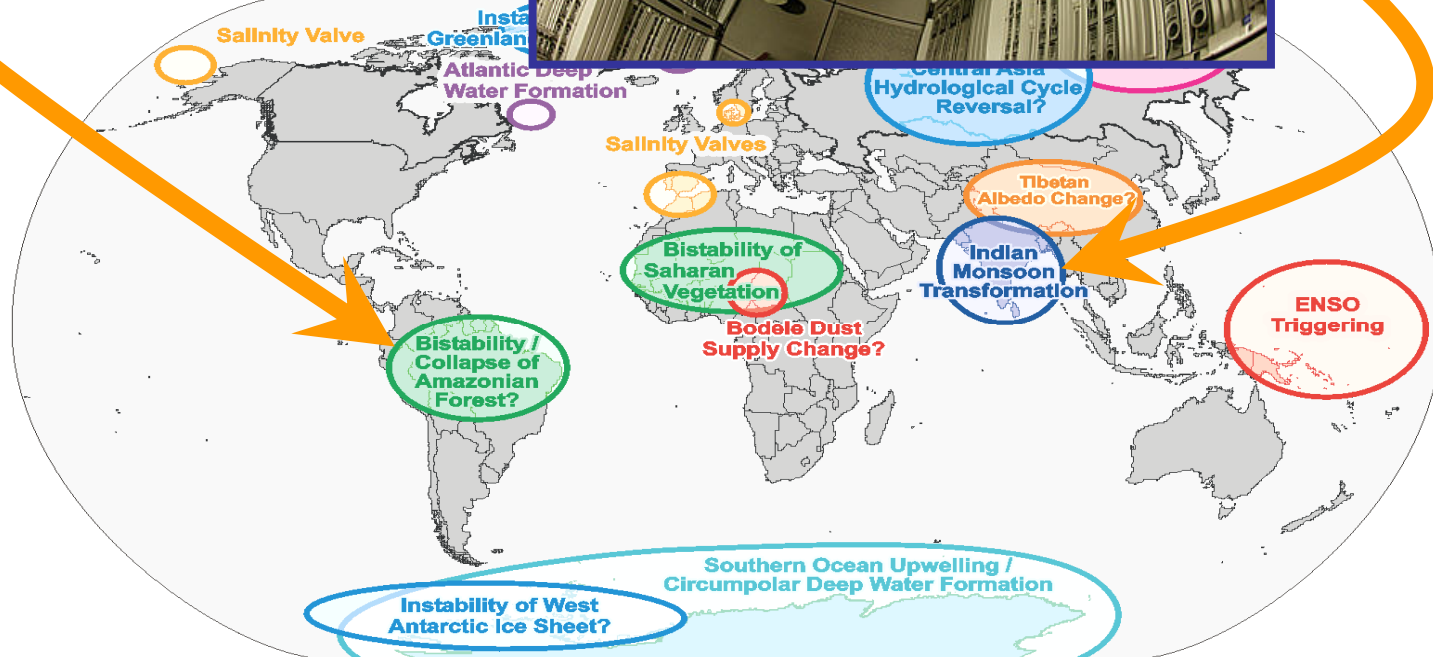 Salinity Valve
Insta
Greenlan
Atlantic Deep
Water Formation
Central Asia
Hydrological Cycle
Reversal?
Salinity Valves
Tibetan
Albedo Change?
Bistability of
Saharan
Vegetation
Indian
Monsoon
Transformation
ENSO
Triggering
Bodèlè Dust
Supply Change?
Bistability /
Collapse of
Amazonian
Forest?
Southern Ocean Upwelling /
Circumpolar Deep Water Formation
Instability of West
Antarctic Ice Sheet?